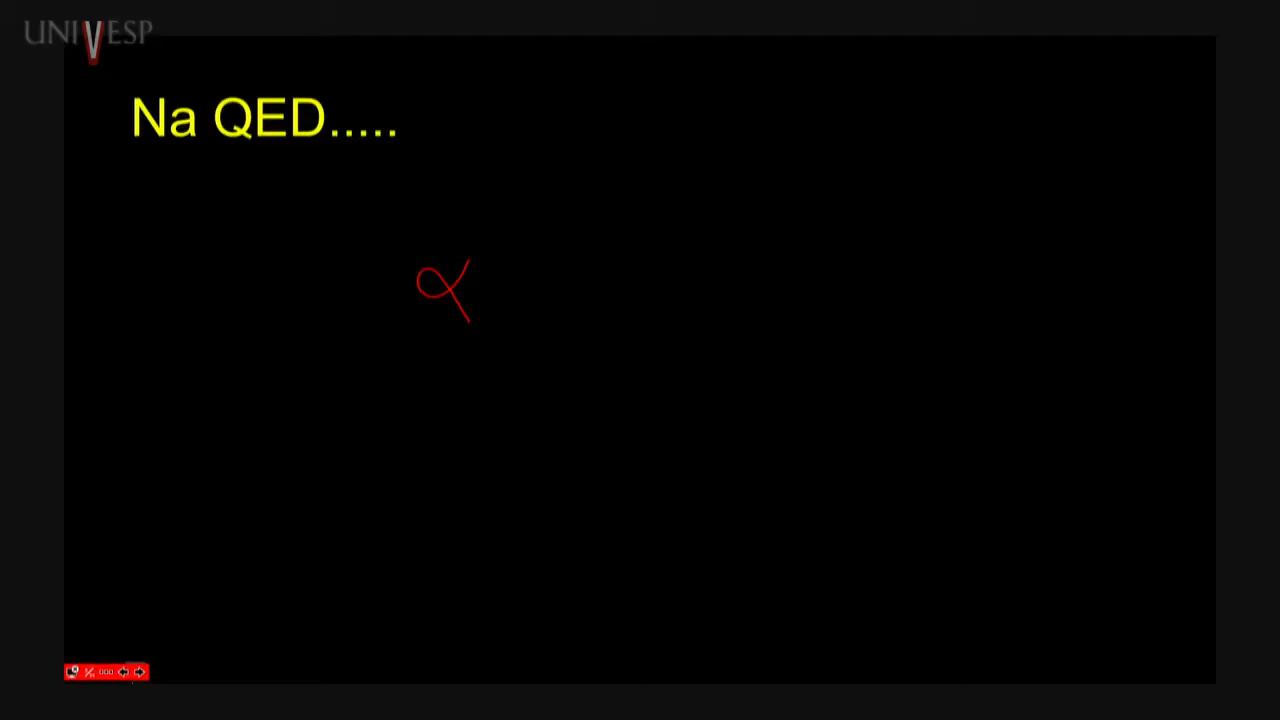 UNIVESP
Na QED.....
α